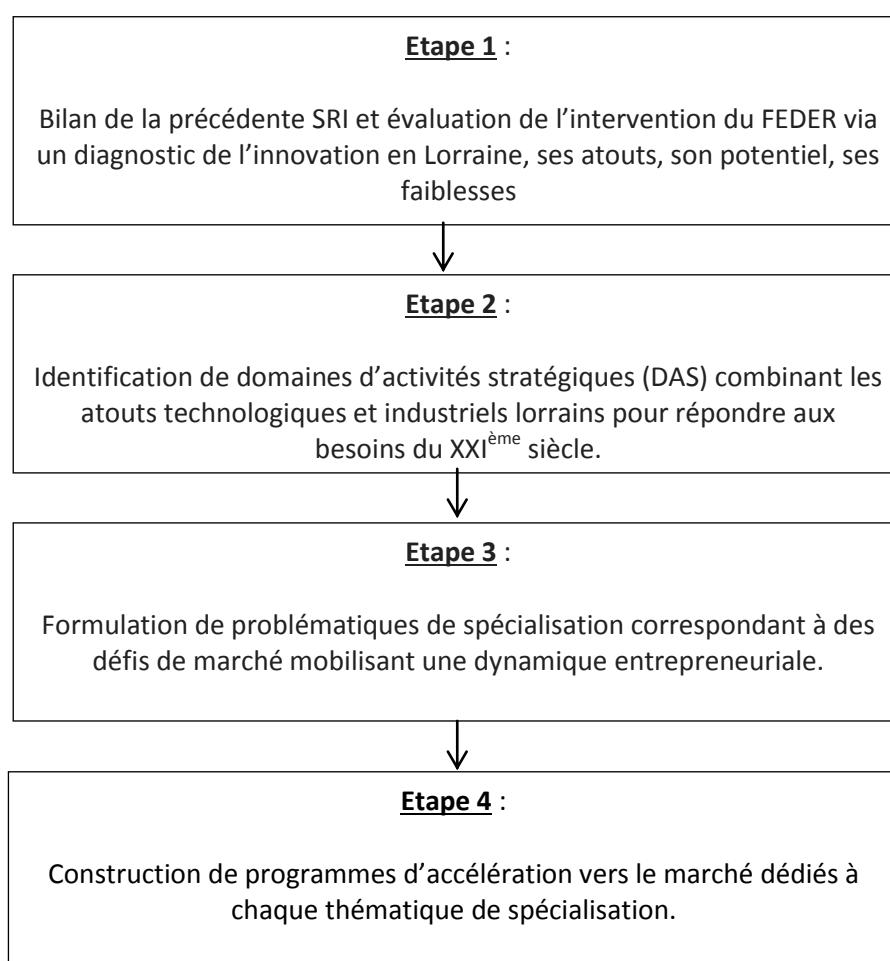 Etape 1 :
Bilan de la précédente SRI et évaluation de l’intervention du FEDER via
un diagnostic de l’innovation en Lorraine, ses atouts, son potentiel, ses
faiblesses
Etape 2 :
Identification de domaines d’activités stratégiques (DAS) combinant les
atouts technologiques et industriels lorrains pour répondre aux
besoins du XXIème siècle.
Etape 3 :
Formulation de problématiques de spécialisation correspondant à des
défis de marché mobilisant une dynamique entrepreneuriale.
Etape 4 :
Construction de programmes d’accélération vers le marché dédiés à
chaque thématique de spécialisation.